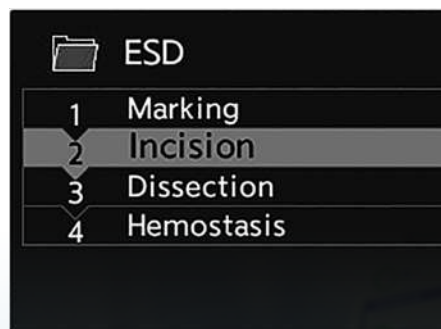 ESD
1 Marking
2 Incision
3 Dissection
4 Hemostasis